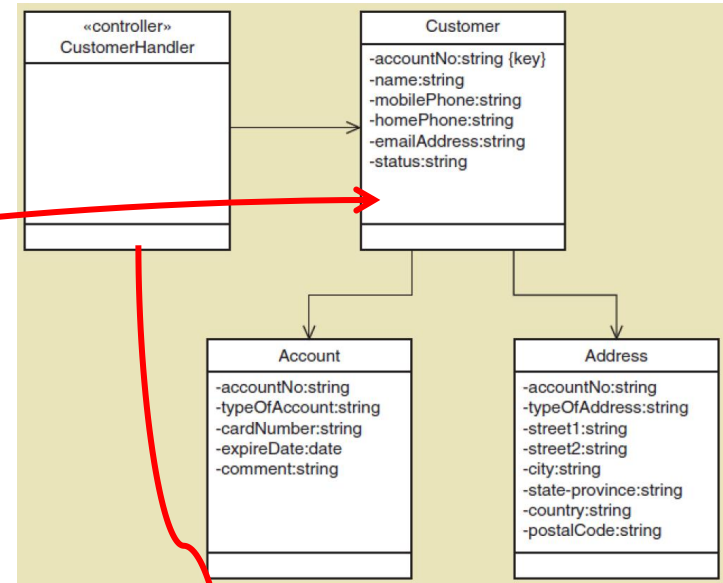 «controller»
CustomerHandler
Customer
-accountNo:string {key}
-name:string
-mobilePhone:string
-homePhone:string
-emailAddress:string
-status:string
Account
-accountNo:string
-typeOfAccount:string
-cardNumber:string
-expireDate:date
-comment:string
Address
-accountNo:string
-typeOfAddress:string
-street1:string
-street2:string
-city:string
-state-province:string
-country:string
-postalCode:string